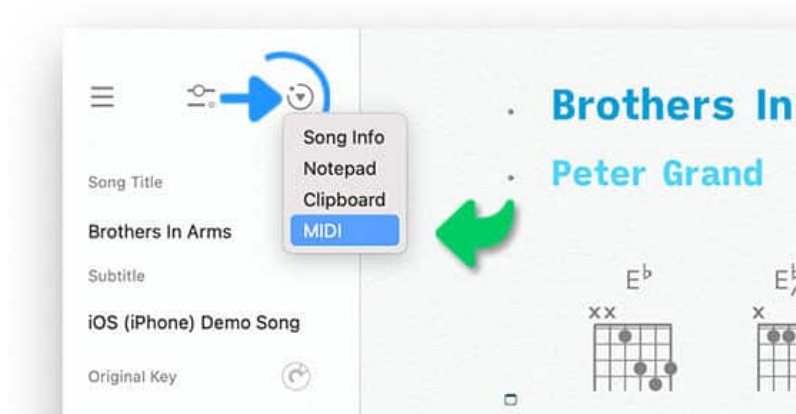 Song Info
Notepad
Clipboard
MIDI
Song Title
Brothers In Arms
Subtitle
iOS (iPhone) Demo Song
Original Key
Brothers In
Peter Grand
E♭
xx
x